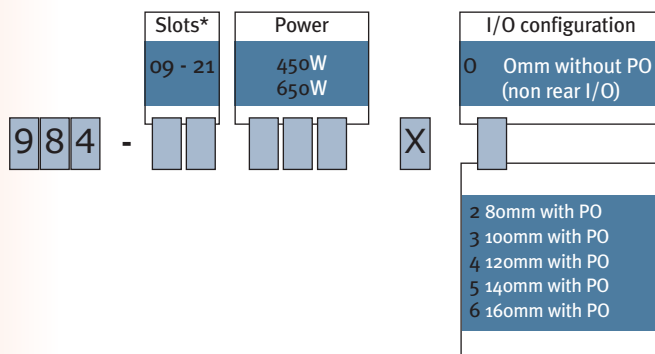 Slots*
Power
I/O configuration
09 - 21
450W
650W
0 0mm without PO
(non rear I/O)
984 - X
2 80mm with PO
3 100mm with PO
4 120mm with PO
5 140mm with PO
6 160mm with PO